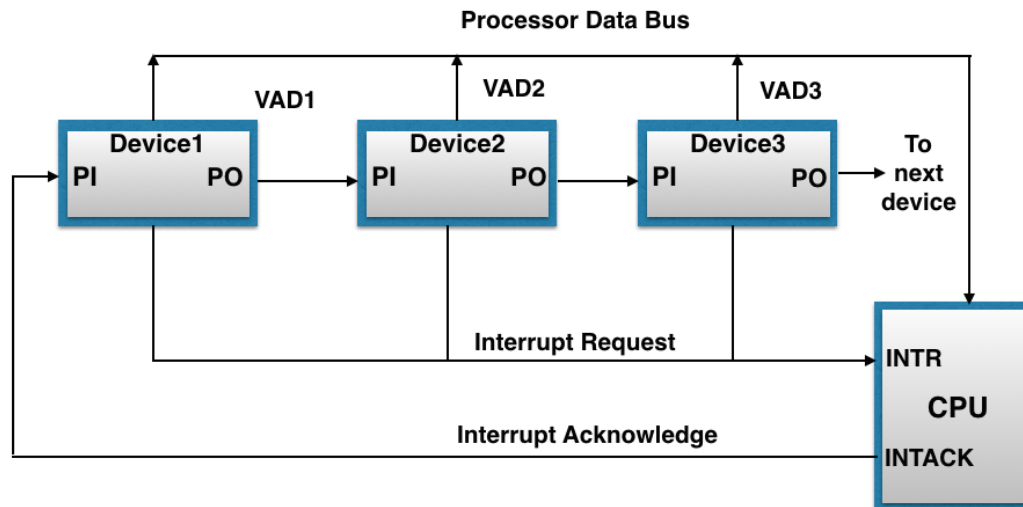 Processor Data Bus
VAD1
VAD2
VAD3
Device1
PI
PO
Device2
PI
PO
Device3
PI
PO
To
next
device
Interrupt Request
INTR
CPU
Interrupt Acknowledge
INTACK